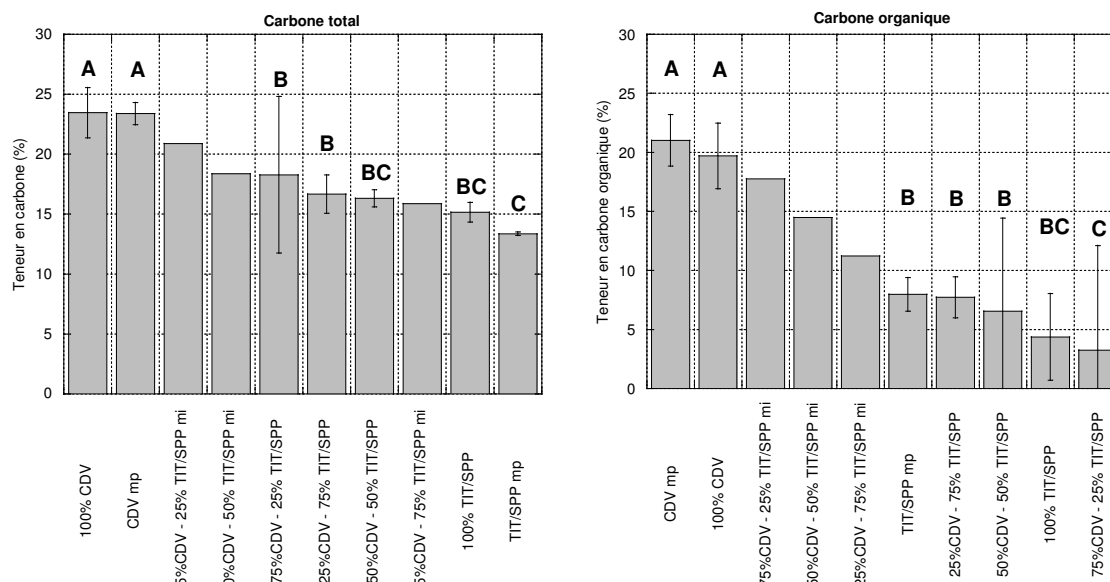 Carbone total
Teneur en carbone (%)
30
25
20
15
10
5
0
A
A
B
B
BC
BC
C
100% CDV
CDV mp
5%CDV - 25% TIT/SPP mi
0%CDV - 50% TIT/SPP mi
75%CDV - 25% TIT/SPP
25%CDV - 75% TIT/SPP
50%CDV - 50% TIT/SPP
5%CDV - 75% TIT/SPP mi
100% TIT/SPP
TIT/SPP mp
Carbone organique
Teneur en carbone organique (%)
30
25
20
15
10
5
0
A
A
B
B
B
BC
C
CDV mp
100% CDV
75%CDV - 25% TIT/SPP mi
50%CDV - 50% TIT/SPP mi
25%CDV - 75% TIT/SPP mi
TIT/SPP mp
25%CDV - 75% TIT/SPP
50%CDV - 50% TIT/SPP
100% TIT/SPP
75%CDV - 25% TIT/SPP